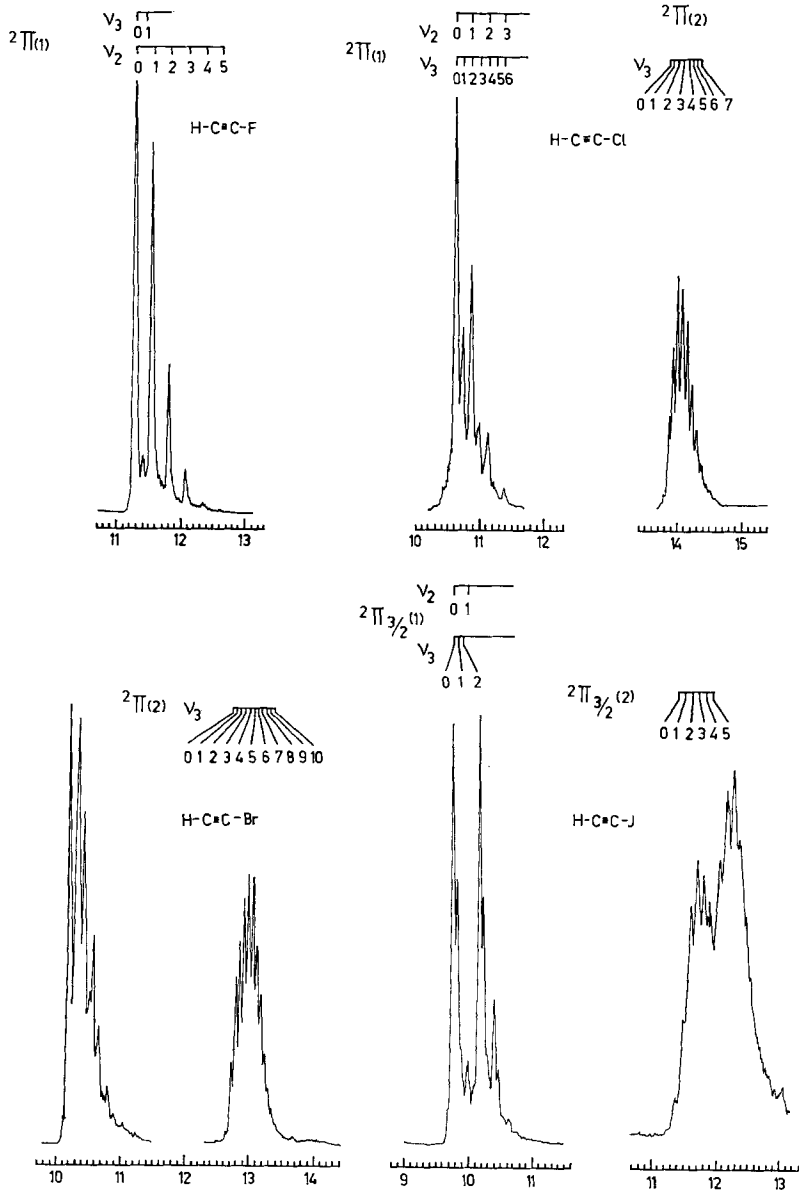 ²Π(1)
ν₃
0 1
ν₂
0 1 2 3 4 5
H-C≡C-F
11 12 13
²Π(1)
ν₂
0 1 2 3
ν₃
0 1 2 3 4 5 6
²Π(2)
ν₃
0 1 2 3 4 5 6 7
H-C≡C-Cl
10 11 12
14 15
²Π(2)
ν₃
0 1 2 3 4 5 6 7 8 9 10
H-C≡C-Br
10 11 12 13 14
²Π3/2(1)
ν₂
0 1
ν₃
0 1 2
²Π3/2(2)
0 1 2 3 4 5
H-C≡C-J
9 10 11
11 12 13